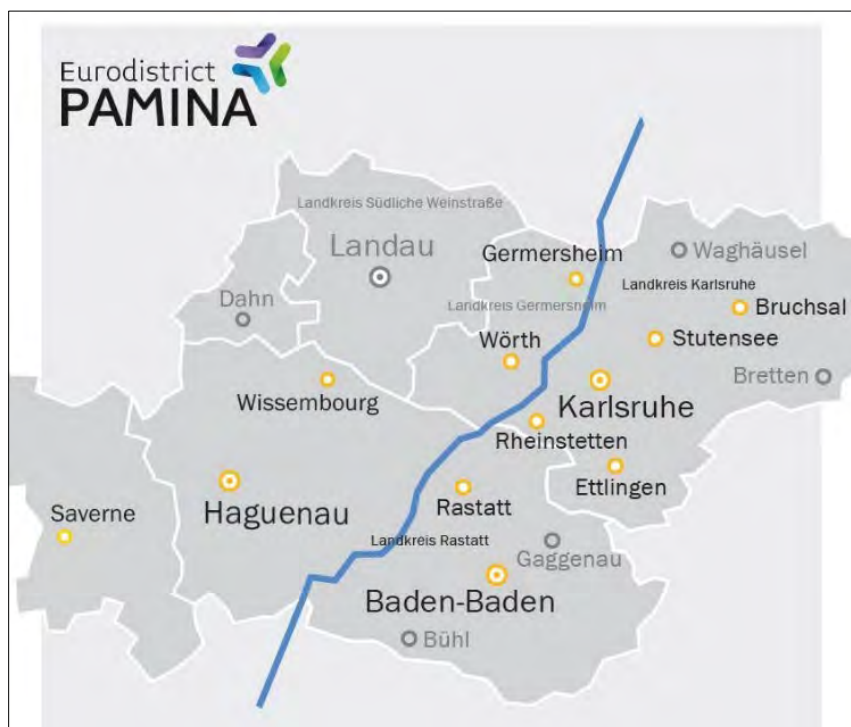 Eurodistrict
PAMINA
Landkreis Südliche Weinstraße
Landau
Germersheim
Waghäusel
Landkreis Karlsruhe
Dahn
Landkreis Germersheim
Bruchsal
Wörth
Stutensee
Wissembourg
Karlsruhe
Bretten
Rheinstetten
Haguenau
Rastatt
Ettlingen
Saverne
Landkreis Rastatt
Gaggenau
Baden-Baden
Bühl